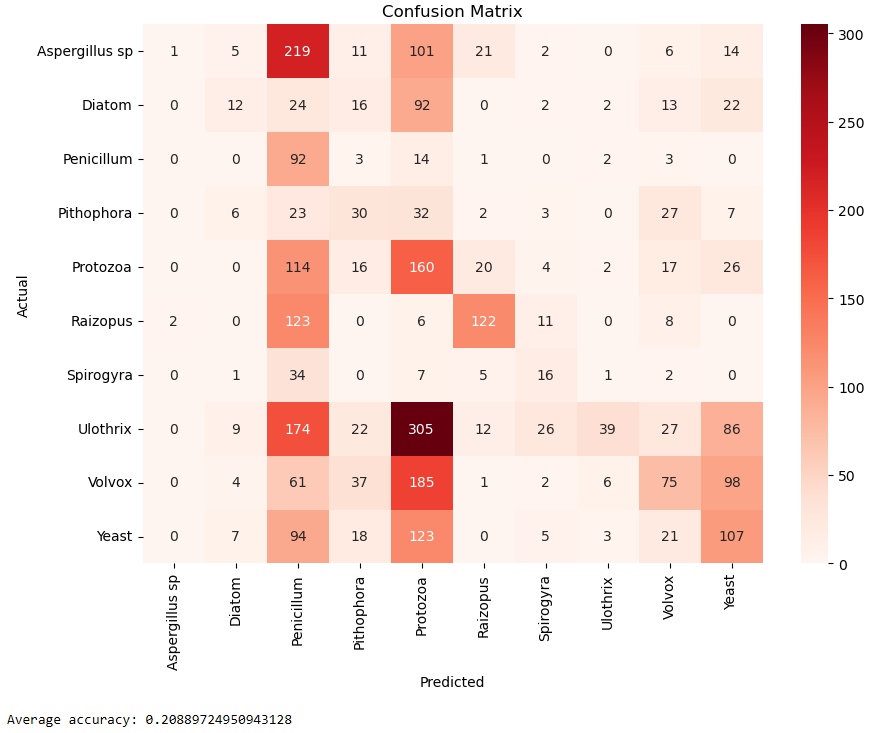 Confusion Matrix
Aspergillus sp 1 5 219 11 101 21 2 0 6 14
Diatom 0 12 24 16 92 0 2 2 13 22
Penicillum 0 0 92 3 14 1 0 2 3 0
Pithophora 0 6 23 30 32 2 3 0 27 7
Protozoa 0 0 114 16 160 20 4 2 17 26
Raizopus 2 0 123 0 6 122 11 0 8 0
Spirogyra 0 1 34 0 7 5 16 1 2 0
Ulothrix 0 9 174 22 305 12 26 39 27 86
Volvox 0 4 61 37 185 1 2 6 75 98
Yeast 0 7 94 18 123 0 5 3 21 107
Actual
Aspergillus sp Diatom Penicillum Pithophora Protozoa Raizopus Spirogyra Ulothrix Volvox Yeast
Predicted
300
250
200
150
100
50
0
Average accuracy: 0.20889724950943128